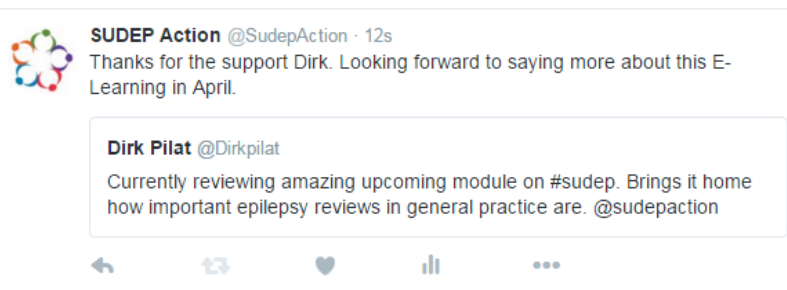 SUDEP Action @SudepAction · 12s
Thanks for the support Dirk. Looking forward to saying more about this E-
Learning in April.
Dirk Pilat @Dirkpilat
Currently reviewing amazing upcoming module on #sudep. Brings it home
how important epilepsy reviews in general practice are. @sudepaction